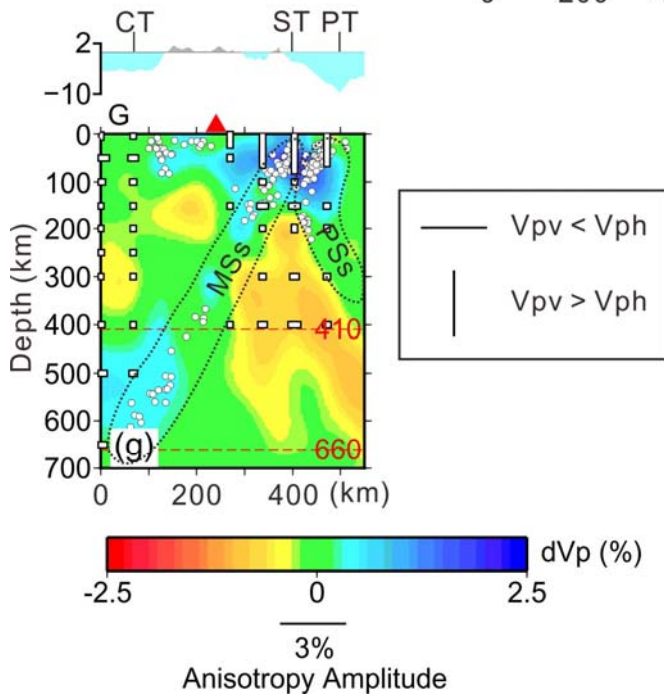 CT ST PT
2
-10
G
0
100
200
300
400
500
600
700
Depth (km)
MSs
PSs
410
660
(g)
0 200 400 (km)
Vpv < Vph
Vpv > Vph
-2.5 0 2.5
dVp (%)
3%
Anisotropy Amplitude